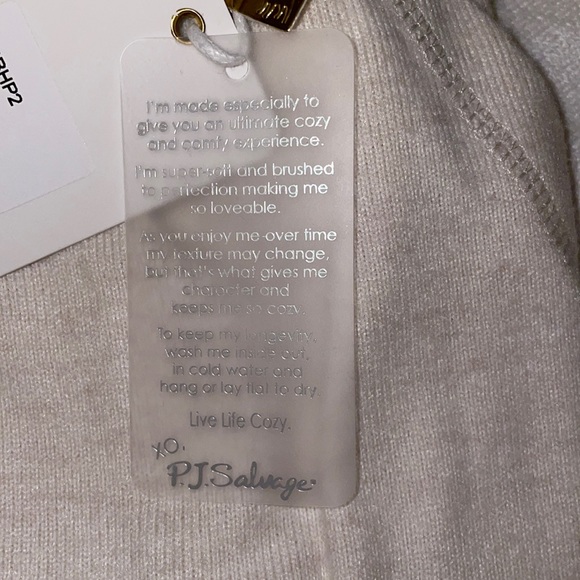 RHP2
I'm made especially to
give you an ultimate cozy
and comfy experience.
I'm super-soft and brushed
to perfection making me
so loveable.
As you enjoy me-over time
my texture may change,
but that's what gives me
character and
keeps me so cozy.
To keep my longevity,
wash me inside out,
in cold water and
hang or lay flat to dry
Live Life Cozy.
XO,
P.J.Salvage